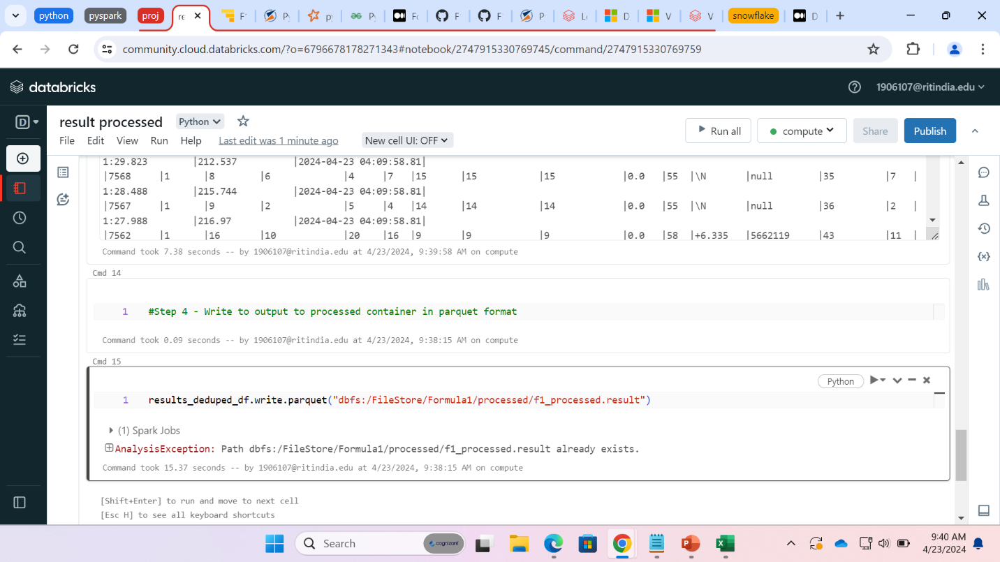 python
pyspark
proj
re
F
Py
py
Py
Fo
F
F
P
Le
D
V
V
snowflake
D
community.cloud.databricks.com/?o=6796678178271343#notebook/2747915330769745/command/2747915330769759
databricks
1906107@ritindia.edu
D
result processed
Python
File Edit View Run Help Last edit was 1 minute ago New cell UI: OFF
Run all
compute
Share
Publish
1:29.823 |212.537 |2024-04-23 04:09:58.81|
|7568 |1 |8 |6 |4 |7 |15 |15 |15 |0.0 |55 |\N |null |35 |7 |
1:28.488 |215.744 |2024-04-23 04:09:58.81|
|7567 |1 |9 |2 |5 |4 |14 |14 |14 |0.0 |55 |\N |null |36 |2 |
1:27.988 |216.97 |2024-04-23 04:09:58.81|
|7562 |1 |16 |10 |20 |16 |9 |9 |9 |0.0 |58 |+6.335 |5662119 |43 |11 |
Command took 7.38 seconds -- by 1906107@ritindia.edu at 4/23/2024, 9:39:58 AM on compute
Cmd 14
1 #Step 4 - Write to output to processed container in parquet format
Command took 0.09 seconds -- by 1906107@ritindia.edu at 4/23/2024, 9:38:15 AM on compute
Cmd 15
Python
1 results_deduped_df.write.parquet("dbfs:/FileStore/Formula1/processed/f1_processed.result")
(1) Spark Jobs
AnalysisException: Path dbfs:/FileStore/Formula1/processed/f1_processed.result already exists.
Command took 15.37 seconds -- by 1906107@ritindia.edu at 4/23/2024, 9:38:15 AM on compute
[Shift+Enter] to run and move to next cell
[Esc H] to see all keyboard shortcuts
Search
cognizant
9:40 AM
4/23/2024